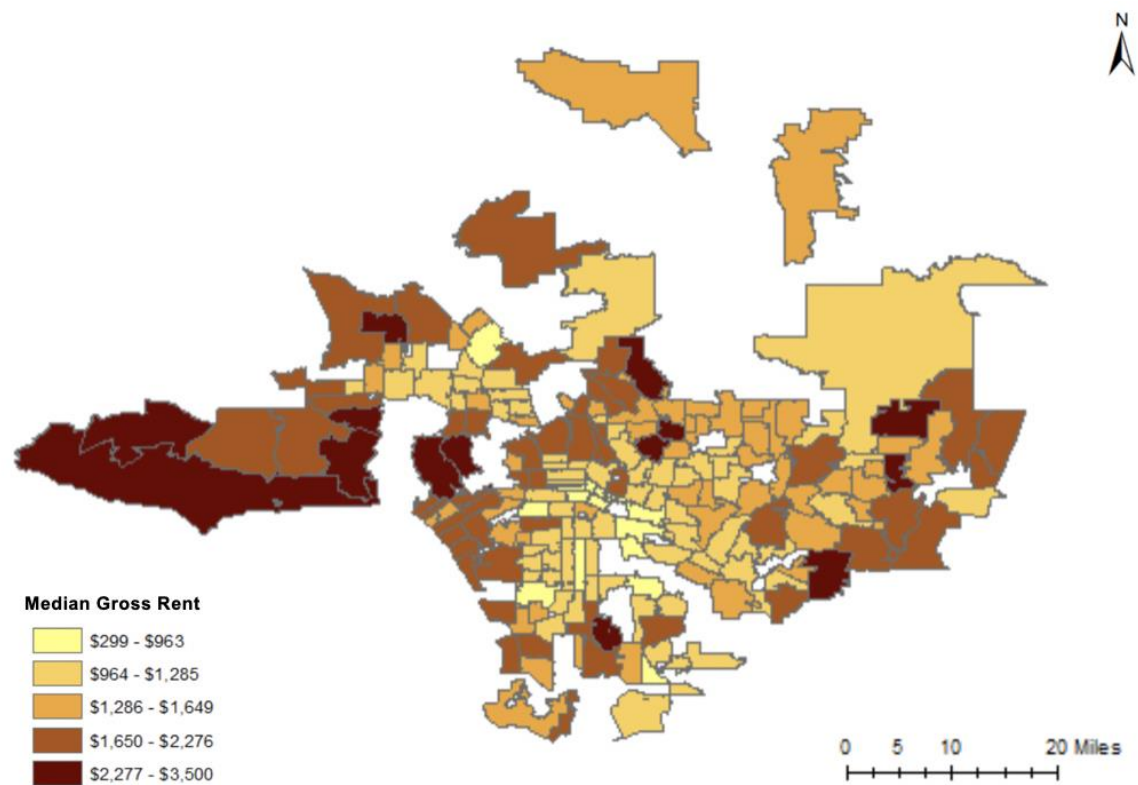 N
Median Gross Rent
$299 - $963
$964 - $1,285
$1,286 - $1,649
$1,650 - $2,276
$2,277 - $3,500
0 5 10 20 Miles